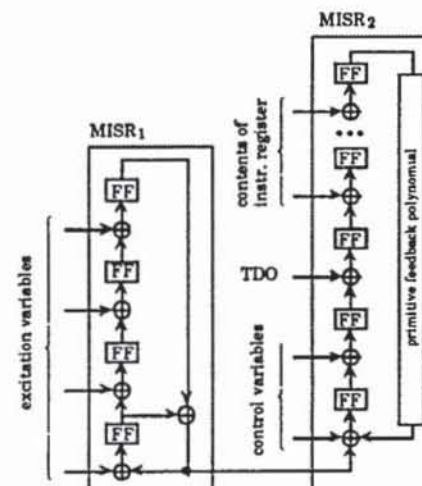 MISR2
FF
contents of
instr. register
...
FF
MISR1
FF
FF
TDO
FF
FF
primitive feedback polynomial
excitation variables
FF
FF
control variables
FF
FF